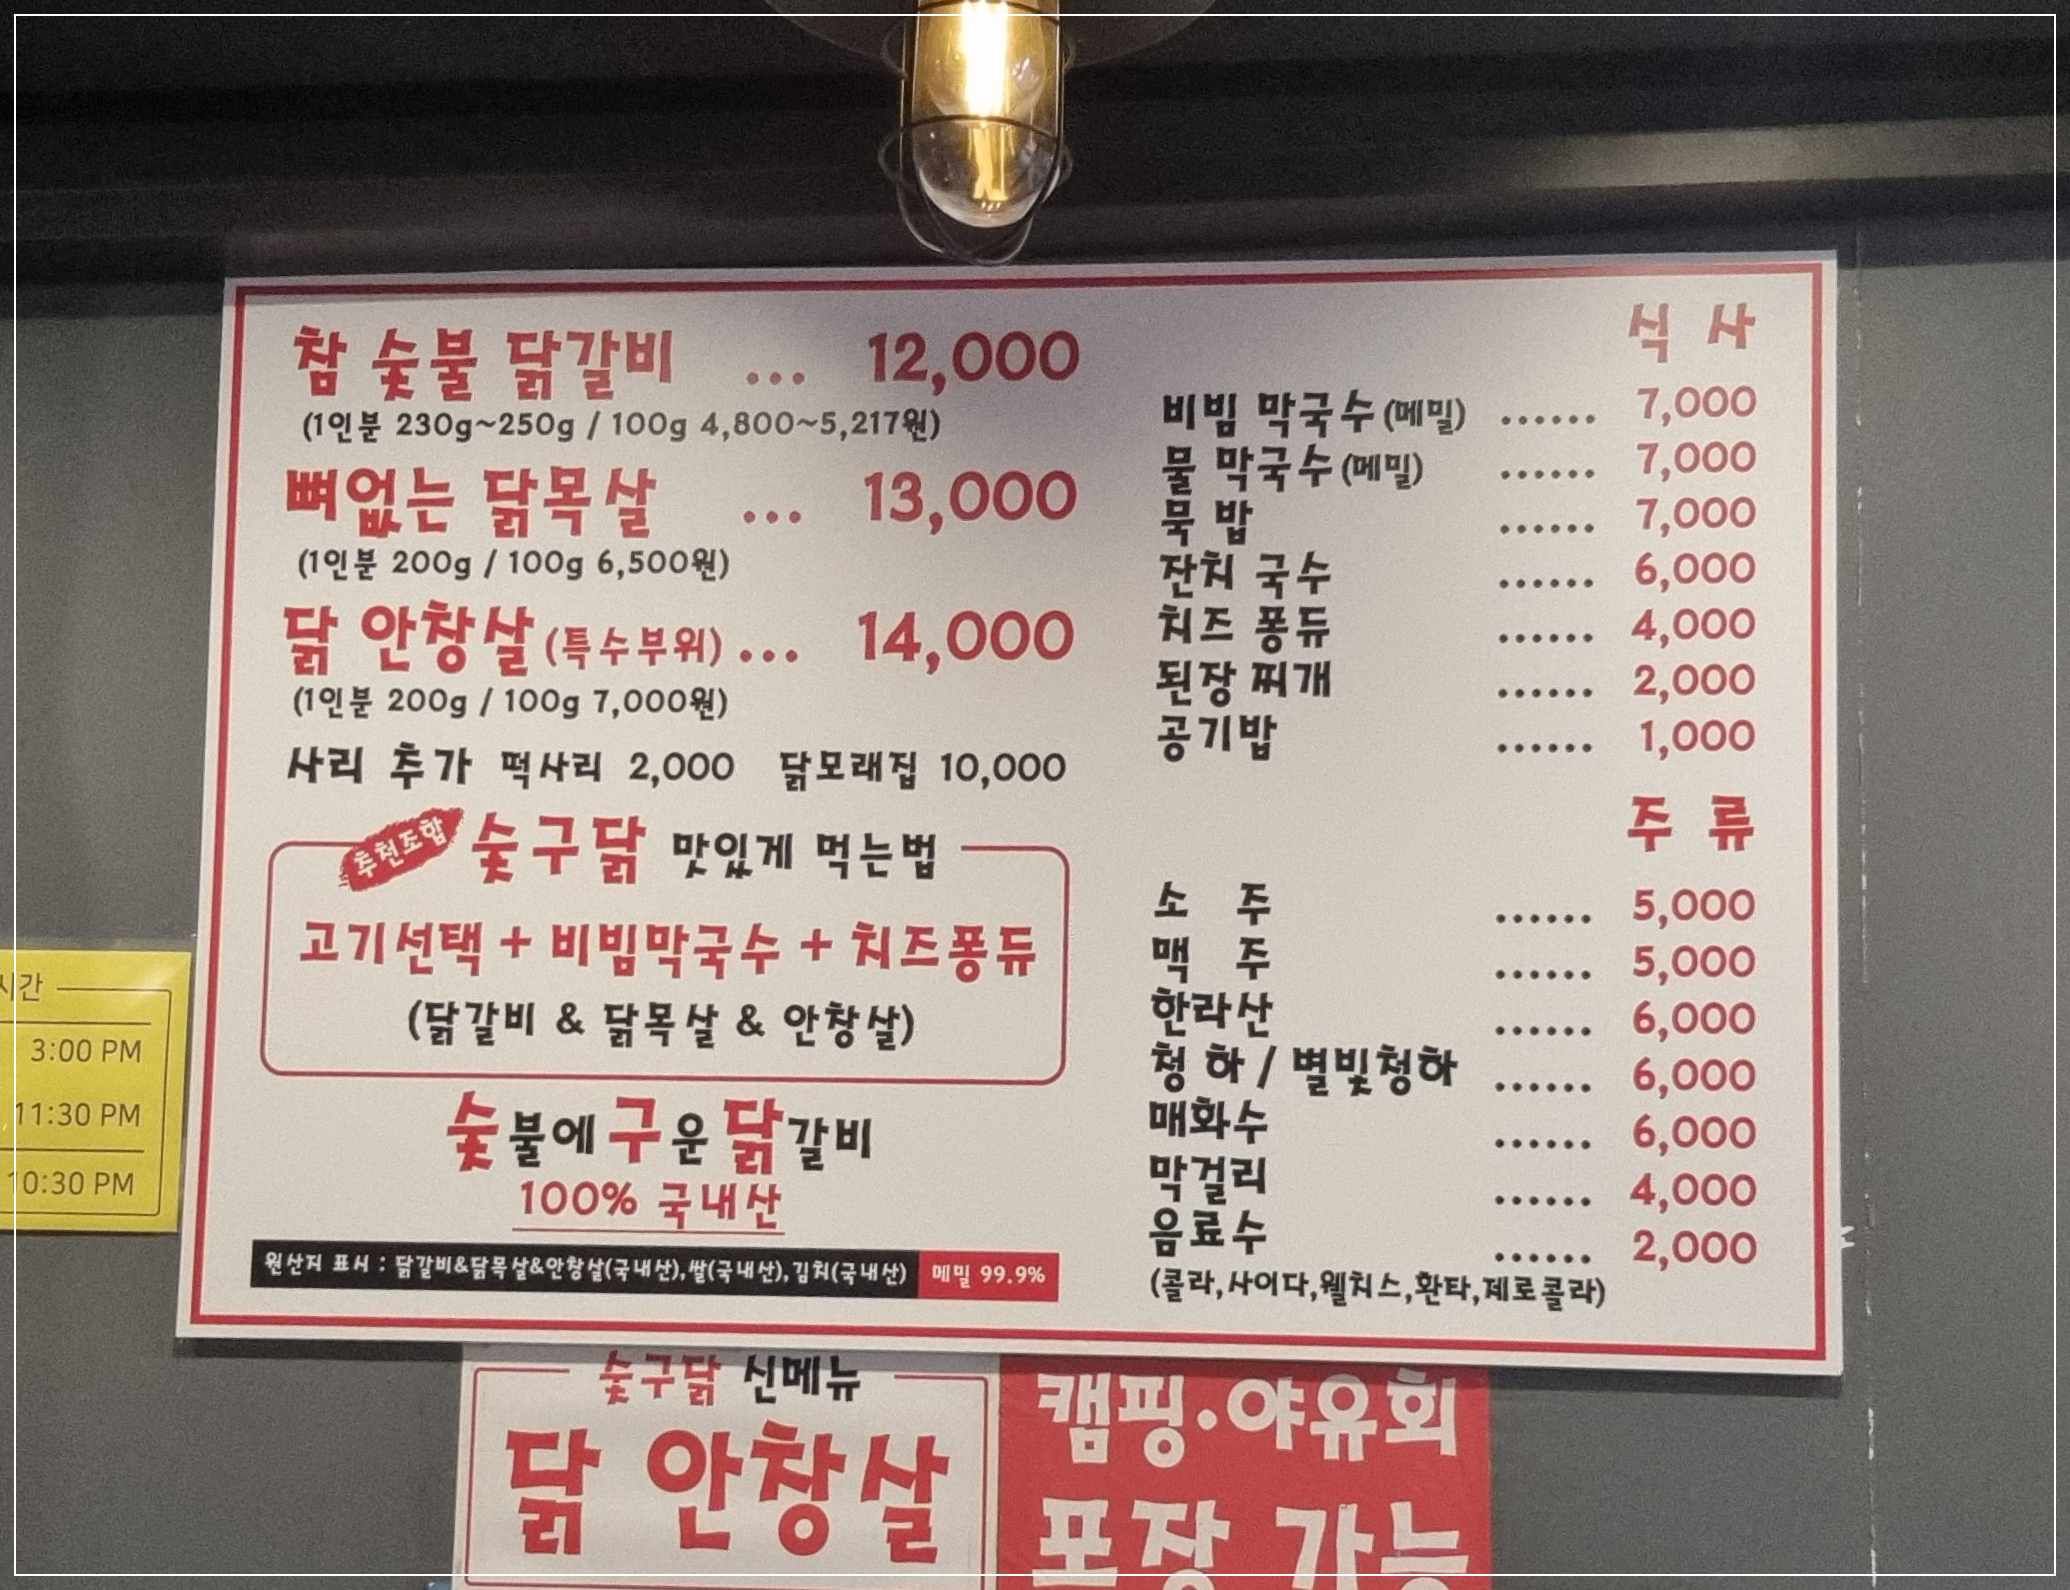 참 숯불 닭갈비 ... 12,000
(1인분 230g~250g / 100g 4,800~5,217원)
뼈없는 닭목살 ... 13,000
(1인분 200g / 100g 6,500원)
닭 안창살 (특수부위) ... 14,000
(1인분 200g / 100g 7,000원)
사리 추가 떡사리 2,000 닭모래집 10,000
추천조합 숯구닭 맛있게 먹는법
고기선택 + 비빔막국수 + 치즈퐁듀
(닭갈비 & 닭목살 & 안창살)
숯불에 구운 닭갈비
100% 국내산
원산지 표시 : 닭갈비&닭목살&안창살(국내산),쌀(국내산),김치(국내산) 메밀 99.9%
식 사
비빔 막국수 (메밀) ...... 7,000
물 막국수 (메밀) ...... 7,000
묵 밥 ...... 7,000
잔치 국수 ...... 6,000
치즈 퐁듀 ...... 4,000
된장 찌개 ...... 2,000
공기밥 ...... 1,000
주 류
소 주 ...... 5,000
맥 주 ...... 5,000
한라산 ...... 6,000
청 하 / 별빛청하 ...... 6,000
매화수 ...... 6,000
막걸리 ...... 4,000
음료수 ...... 2,000
(콜라,사이다,웰치스,환타,제로콜라)
시간
3:00 PM
11:30 PM
10:30 PM
숯구닭 신메뉴
닭 안창살
캠핑·야유회
포장 가능